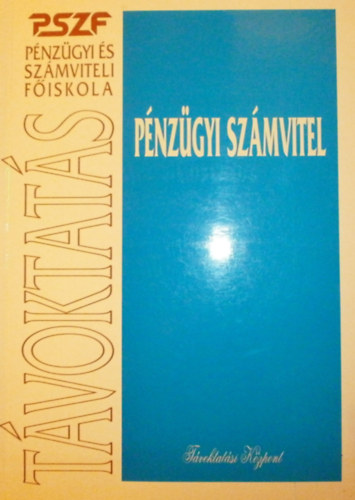 PSZF
PÉNZÜGYI ÉS
SZÁMVITELI
FŐISKOLA
TÁVOKTATÁS
PÉNZÜGYI SZÁMVITEL
Távoktatási Központ